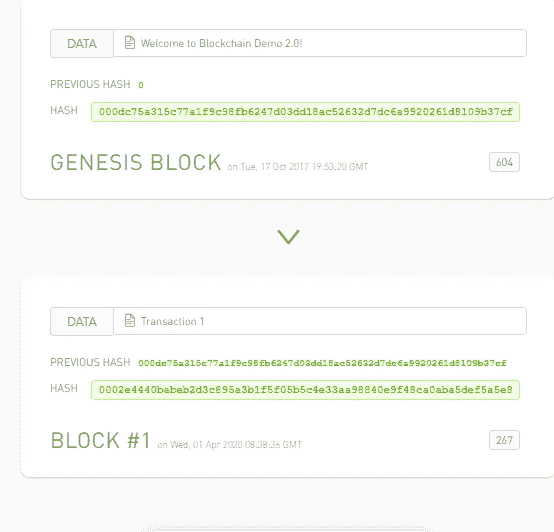 DATA Welcome to Blockchain Demo 2.0!
PREVIOUS HASH 0
HASH 000dc75a315c77a1f9c98fb6247d03dd18ac52632d7dc6a9920261d8109b37cf
GENESIS BLOCK on Tue, 17 Oct 2017 19:53:20 GMT 604
DATA Transaction 1
PREVIOUS HASH 000dc75a315c77a1f9c98fb6247d03dd18ac52632d7dc6a9920261d8109b37cf
HASH 0002e4440babeb2d3c895a3b1f5f05b5c4e33aa98840e9f48ca0aba5def5a5e8
BLOCK #1 on Wed, 01 Apr 2020 08:38:36 GMT 267